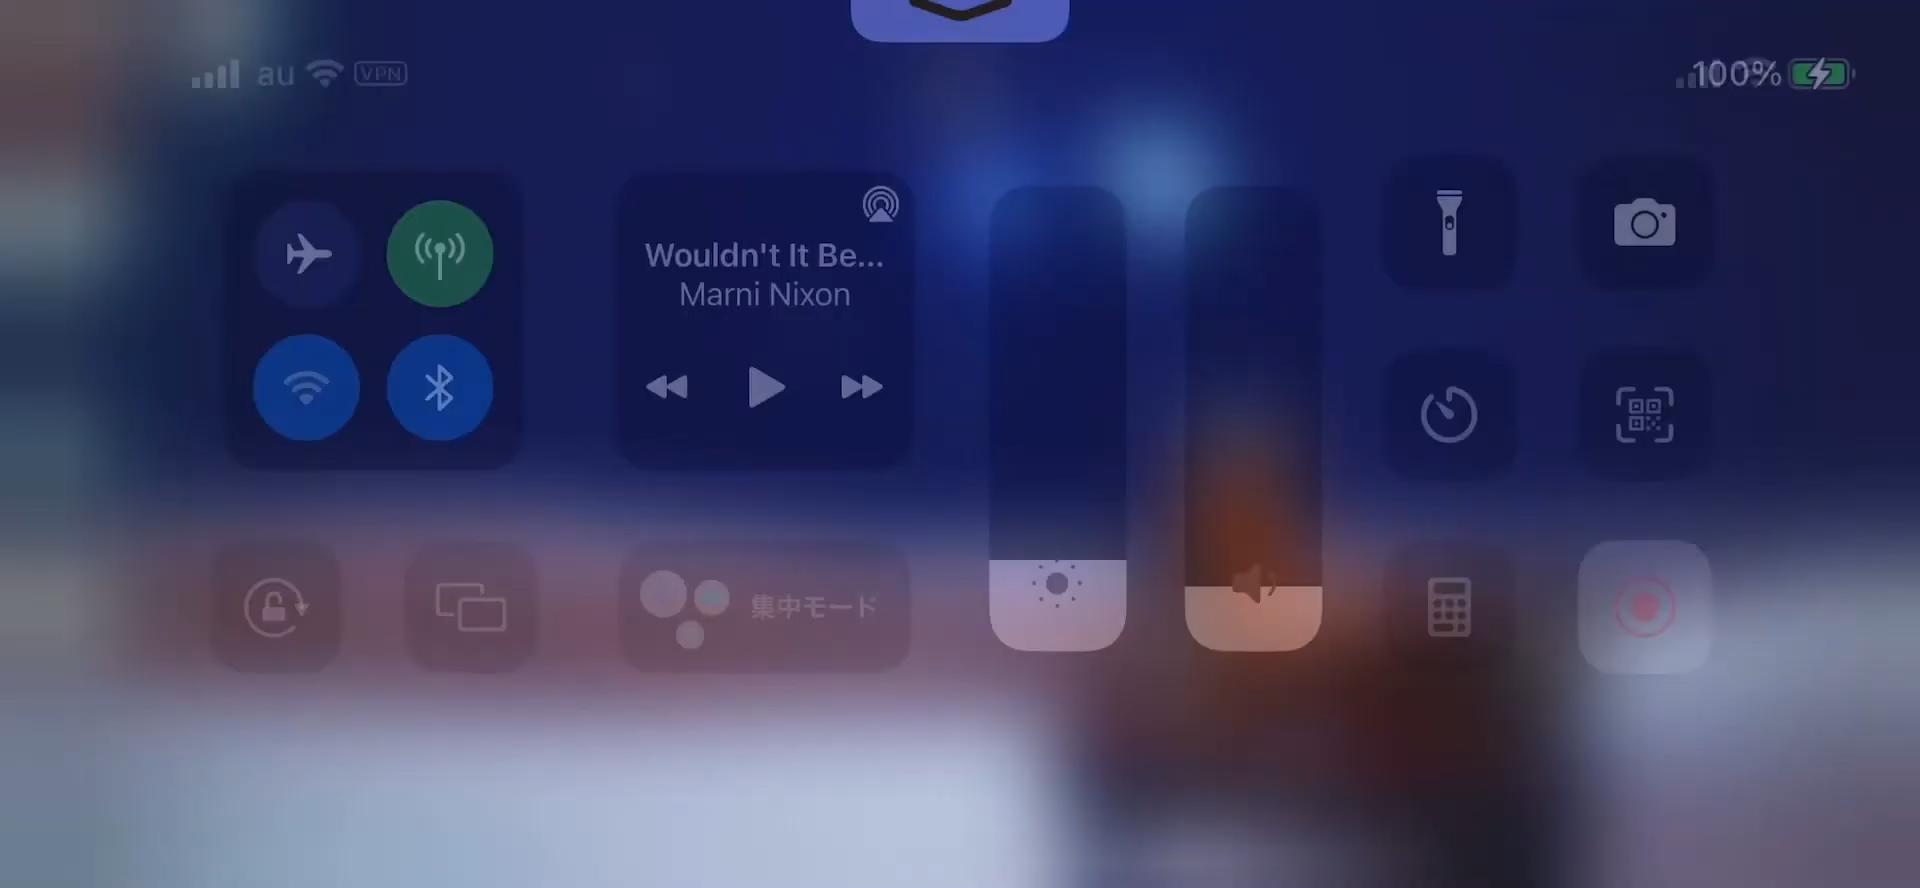 au VPN
100%
Wouldn't It Be...
Marni Nixon
集中モード